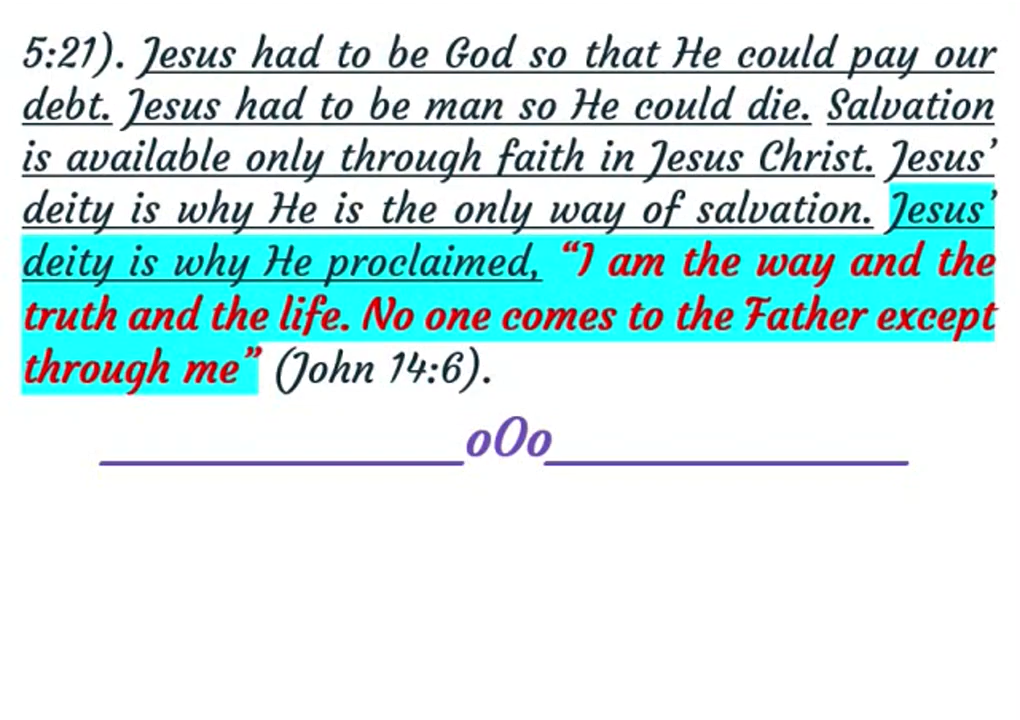 5:21). Jesus had to be God so that He could pay our
debt. Jesus had to be man so He could die. Salvation
is available only through faith in Jesus Christ. Jesus’
deity is why He is the only way of salvation. Jesus’
deity is why He proclaimed, “I am the way and the
truth and the life. No one comes to the Father except
through me” (John 14:6).
oOo